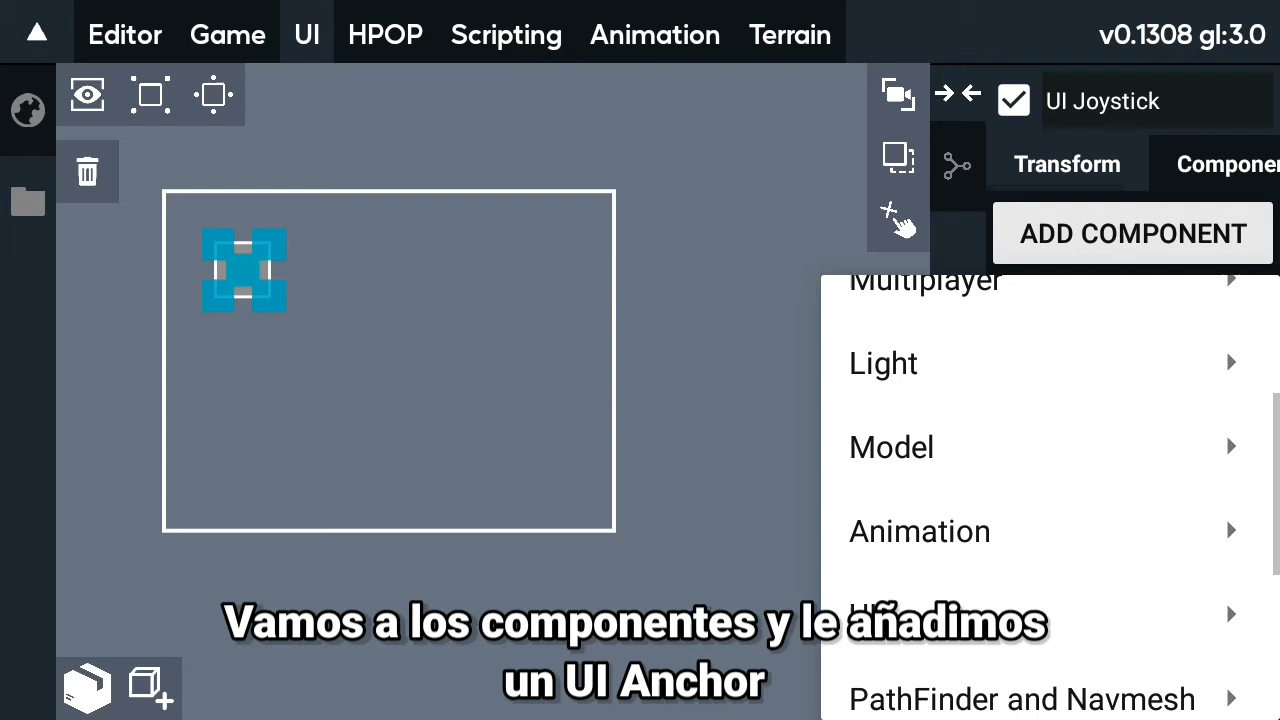 Editor Game UI HPOP Scripting Animation Terrain v0.1308 gl:3.0
UI Joystick
Transform Componen
ADD COMPONENT
Multiplayer
Light
Model
Animation
Vamos a los componentes y le añadimos
un UI Anchor
PathFinder and Navmesh